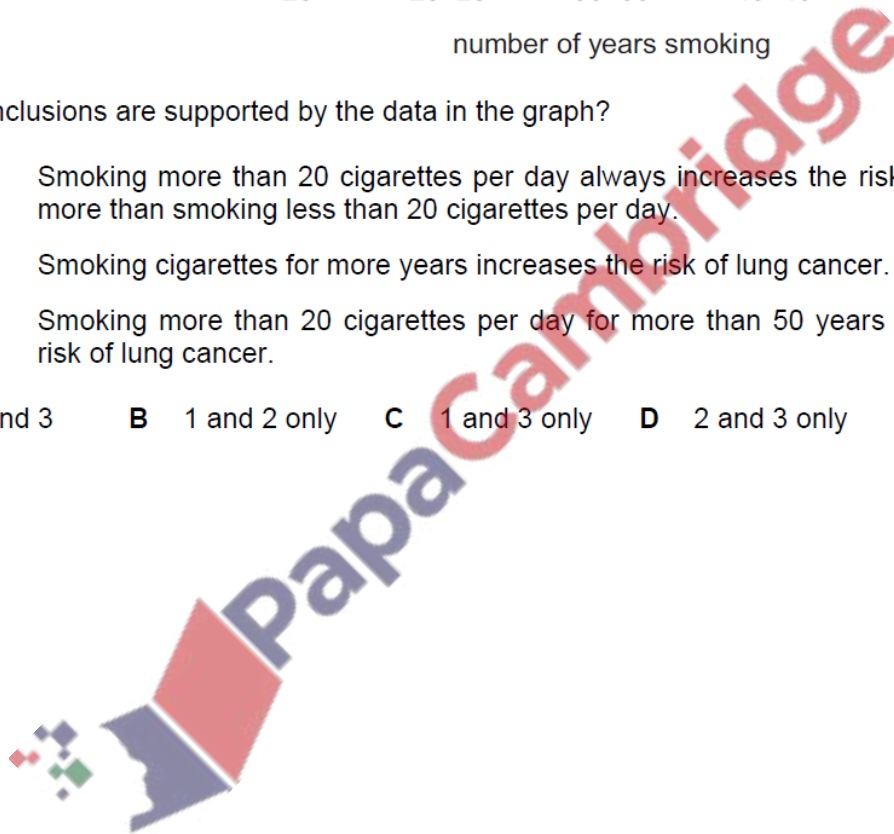 number of years smoking
nclusions are supported by the data in the graph?
Smoking more than 20 cigarettes per day always increases the risk
more than smoking less than 20 cigarettes per day.
Smoking cigarettes for more years increases the risk of lung cancer.
Smoking more than 20 cigarettes per day for more than 50 years
risk of lung cancer.
nd 3 B 1 and 2 only C 1 and 3 only D 2 and 3 only
PapaCambridge